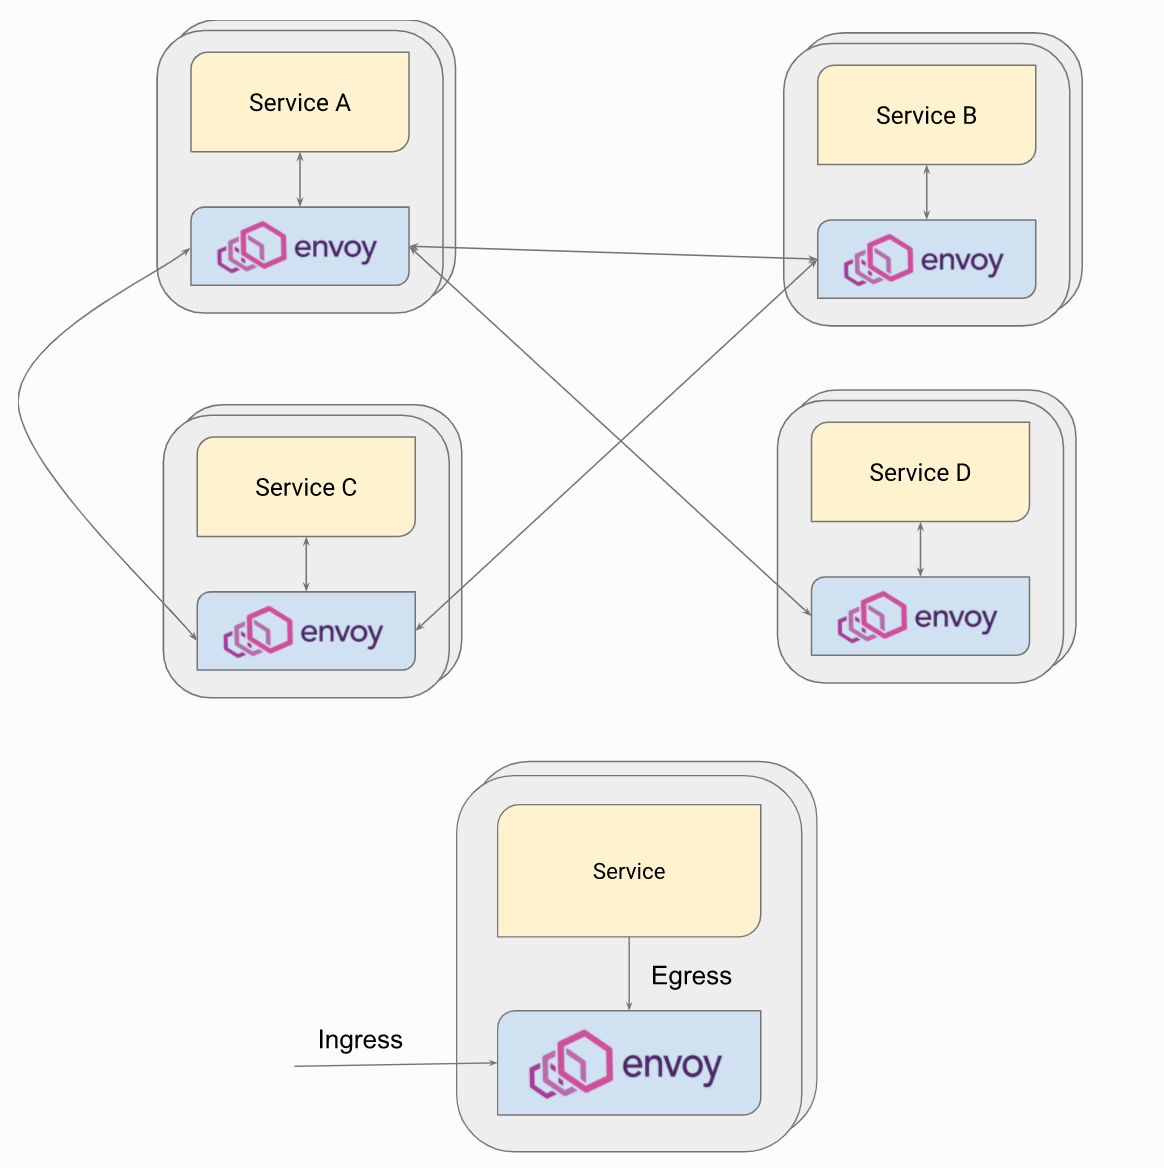 Service A
envoy
Service B
envoy
Service C
envoy
Service D
envoy
Service
Egress
Ingress
envoy